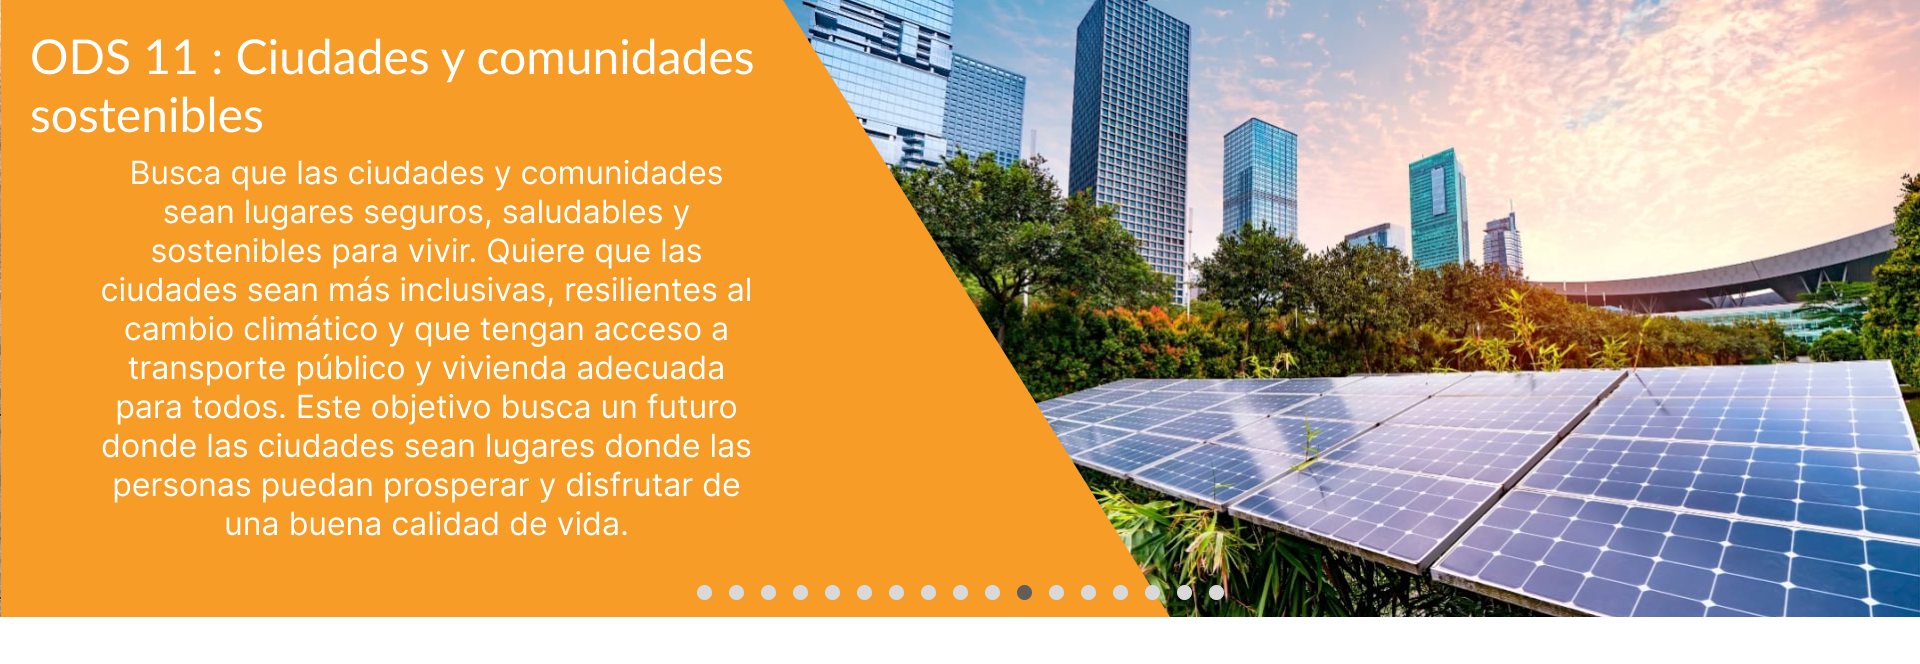 ODS 11 : Ciudades y comunidades
sostenibles
Busca que las ciudades y comunidades
sean lugares seguros, saludables y
sostenibles para vivir. Quiere que las
ciudades sean más inclusivas, resilientes al
cambio climático y que tengan acceso a
transporte público y vivienda adecuada
para todos. Este objetivo busca un futuro
donde las ciudades sean lugares donde las
personas puedan prosperar y disfrutar de
una buena calidad de vida.